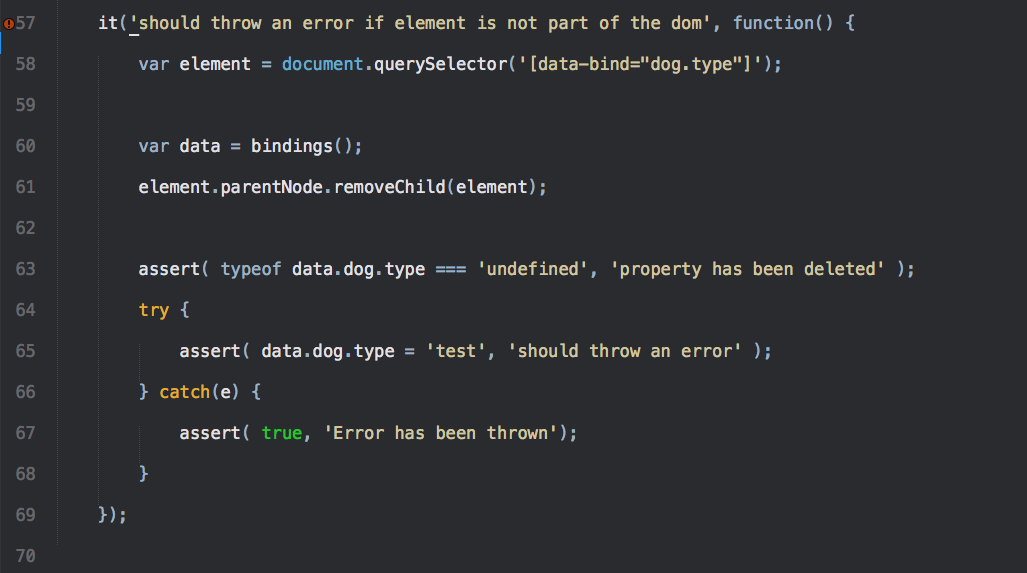 57 it('should throw an error if element is not part of the dom', function() {
58 var element = document.querySelector('[data-bind="dog.type"]');
59
60 var data = bindings();
61 element.parentNode.removeChild(element);
62
63 assert( typeof data.dog.type === 'undefined', 'property has been deleted' );
64 try {
65 assert( data.dog.type = 'test', 'should throw an error' );
66 } catch(e) {
67 assert( true, 'Error has been thrown');
68 }
69 });
70